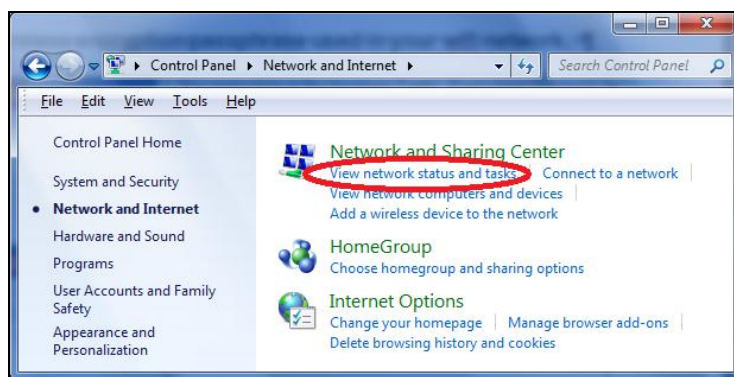 Control Panel Network and Internet Search Control Panel
File Edit View Tools Help
Control Panel Home
System and Security
Network and Internet
Hardware and Sound
Programs
User Accounts and Family
Safety
Appearance and
Personalization
Network and Sharing Center
View network status and tasks Connect to a network
View network computers and devices
Add a wireless device to the network
HomeGroup
Choose homegroup and sharing options
Internet Options
Change your homepage Manage browser add-ons
Delete browsing history and cookies